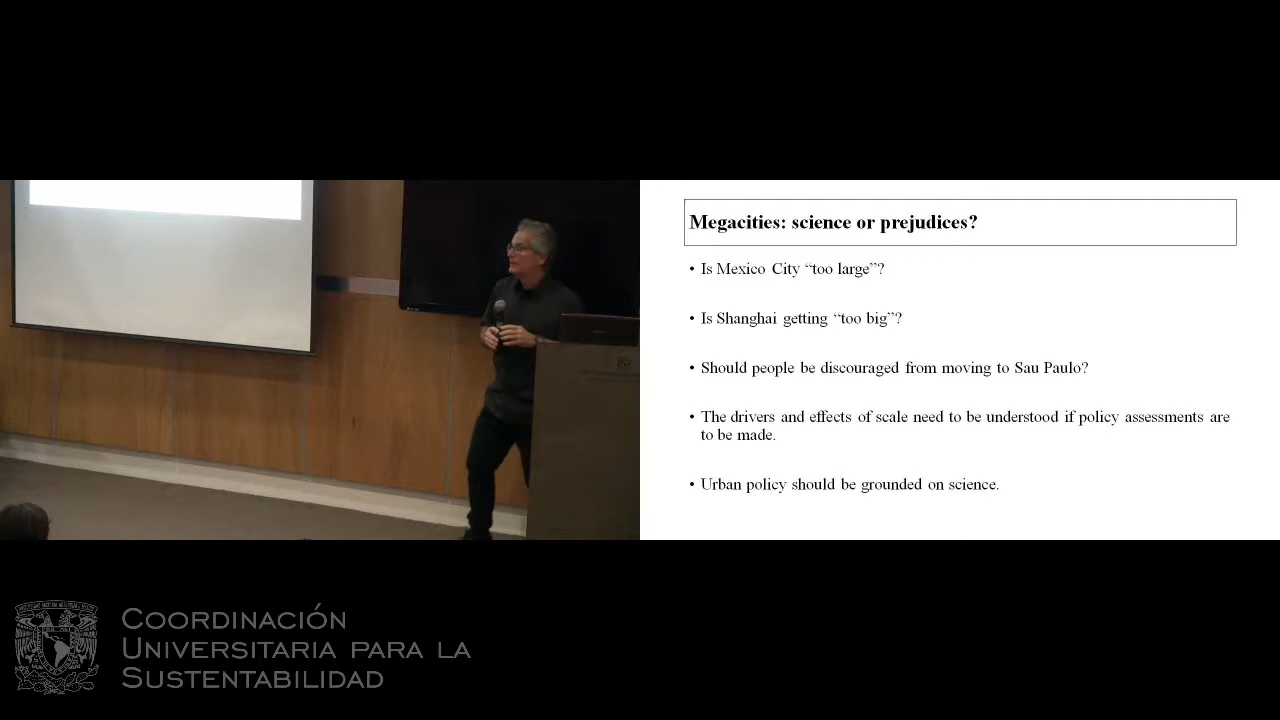 Megacities: science or prejudices?
• Is Mexico City “too large”?
• Is Shanghai getting “too big”?
• Should people be discouraged from moving to Sau Paulo?
• The drivers and effects of scale need to be understood if policy assessments are
to be made.
• Urban policy should be grounded on science.
COORDINACIÓN
UNIVERSITARIA PARA LA
SUSTENTABILIDAD